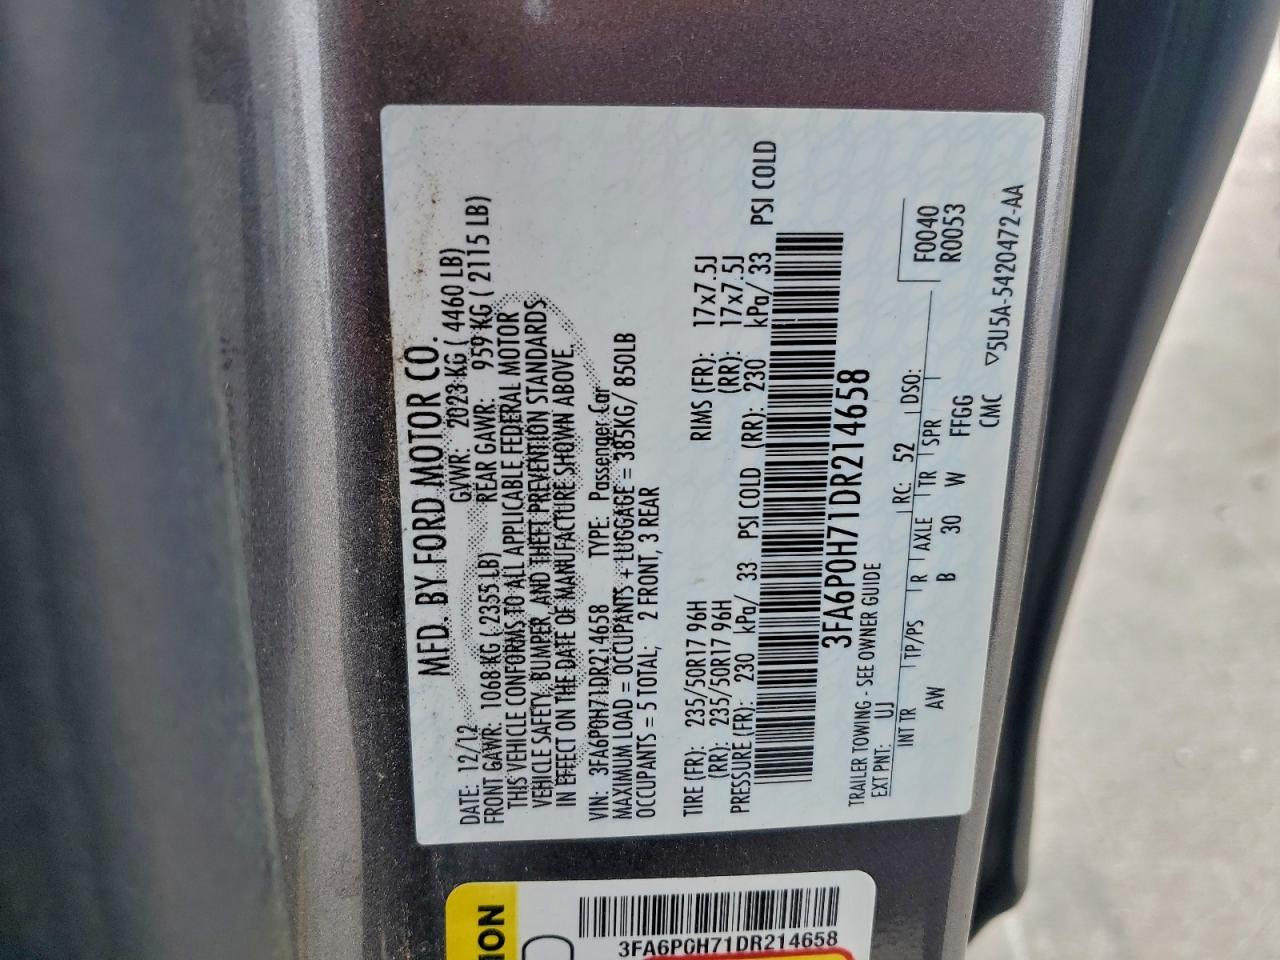 MFD. BY FORD MOTOR CO.
DATE: 12/12 GVWR: 2023 KG ( 4460 LB)
FRONT GAWR: 1068 KG ( 2355 LB) REAR GAWR: 959 KG ( 2115 LB)
THIS VEHICLE CONFORMS TO ALL APPLICABLE FEDERAL MOTOR
VEHICLE SAFETY, BUMPER, AND THEFT PREVENTION STANDARDS
IN EFFECT ON THE DATE OF MANUFACTURE SHOWN ABOVE.
VIN: 3FA6P0H71DR214658 TYPE: Passenger Car
MAXIMUM LOAD = OCCUPANTS + LUGGAGE = 385KG/ 850LB
OCCUPANTS = 5 TOTAL; 2 FRONT, 3 REAR
TIRE (FR): 235/50R17 96H RIMS (FR): 17x7.5J
(RR): 235/50R17 96H (RR): 17x7.5J
PRESSURE (FR): 230 kPa/ 33 PSI COLD (RR): 230 kPa/ 33 PSI COLD
3FA6P0H71DR214658
TRAILER TOWING - SEE OWNER GUIDE
EXT PNT: UJ RC: 52 DSO: F0040
R0053
INT TR TP/PS R AXLE TR SPR
AW B 30 W FFGG
CMC
▽5U5A-5420472-AA
ION
3FA6P0H71DR214658